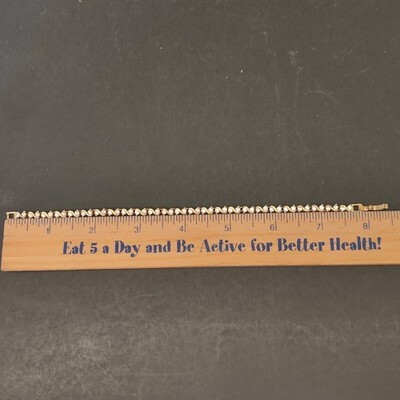 1 2 3 4 5 6 7 8
Eat 5 a Day and Be Active for Better Health!